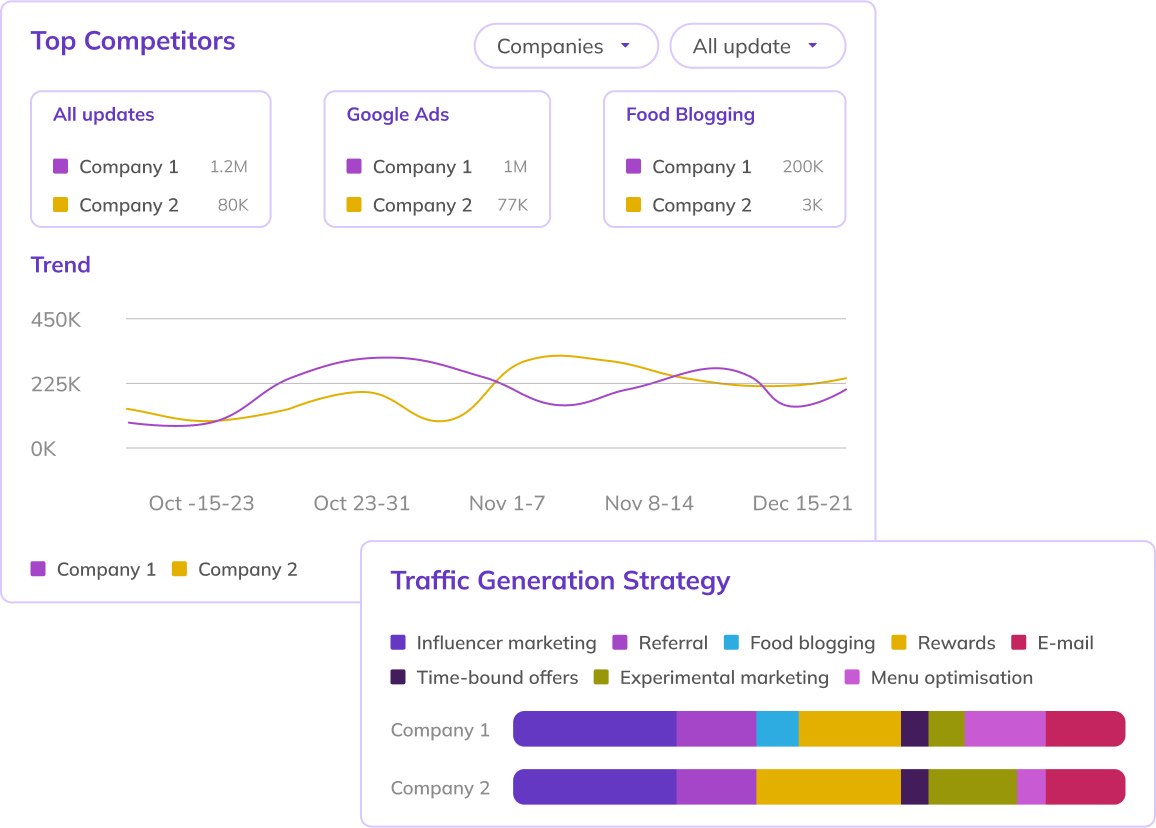 Top Competitors
Companies
All update
All updates
Company 1 1.2M
Company 2 80K
Google Ads
Company 1 1M
Company 2 77K
Food Blogging
Company 1 200K
Company 2 3K
Trend
450K
225K
0K
Oct -15-23 Oct 23-31 Nov 1-7 Nov 8-14 Dec 15-21
Company 1 Company 2
Traffic Generation Strategy
Influencer marketing Referral Food blogging Rewards E-mail
Time-bound offers Experimental marketing Menu optimisation
Company 1
Company 2